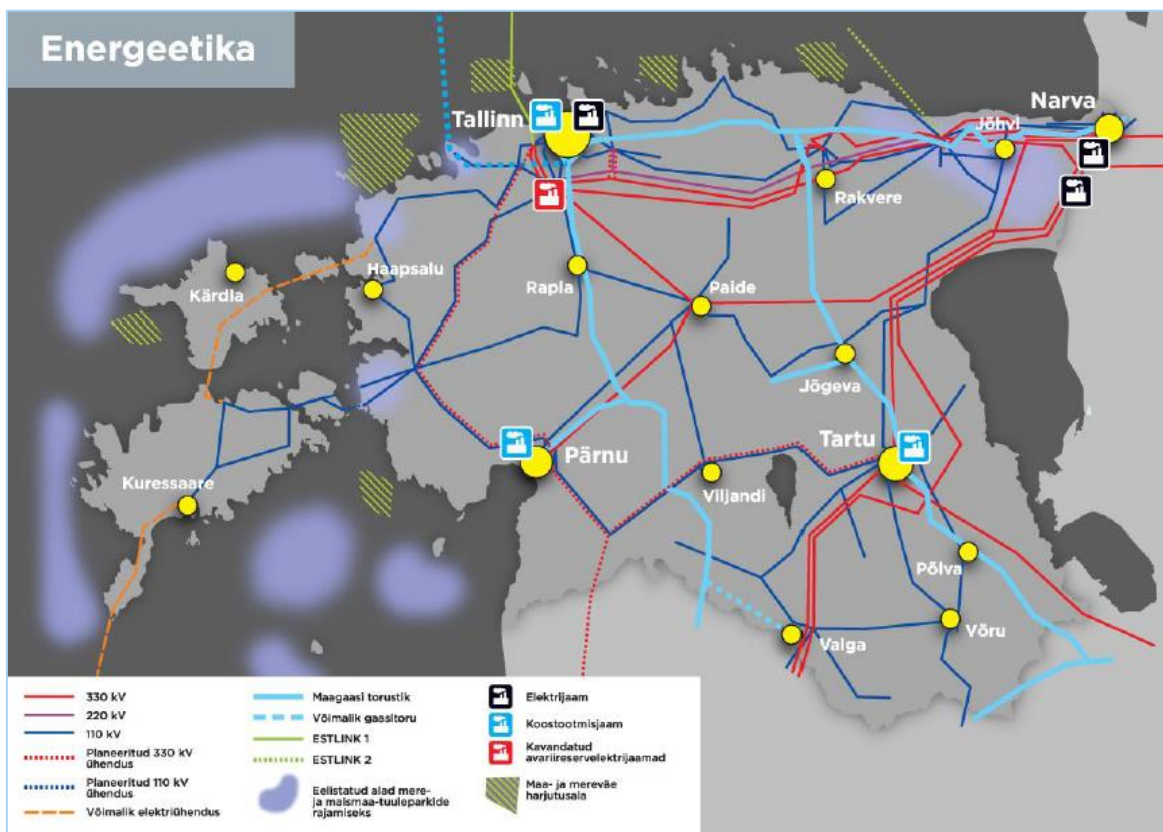 Energeetika
Tallinn
Narva
Jõhvi
Rakvere
Haapsalu
Kärdla
Rapla
Paide
Jõgeva
Tartu
Pärnu
Viljandi
Kuressaare
Põlva
Võru
Valga
330 kV
220 kV
110 kV
Planeeritud 330 kV
ühendus
Planeeritud 110 kV
ühendus
Võimalik elektriühendus
Maagaasi torustik
Võimalik gaasitoru
ESTLINK 1
ESTLINK 2
Eelistatud alad mere-
ja maismaa-tuuleparkide
rajamiseks
Elektrijaam
Koostootmisjaam
Kavandatud
avariireservelektrijaamad
Maa- ja mereväe
harjutusala